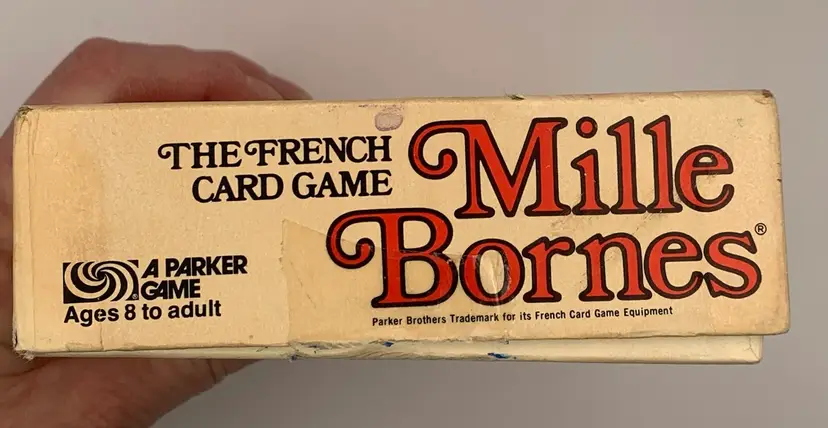 THE FRENCH
CARD GAME
Mille
Bornes®
A PARKER
GAME
Ages 8 to adult
Parker Brothers Trademark for its French Card Game Equipment